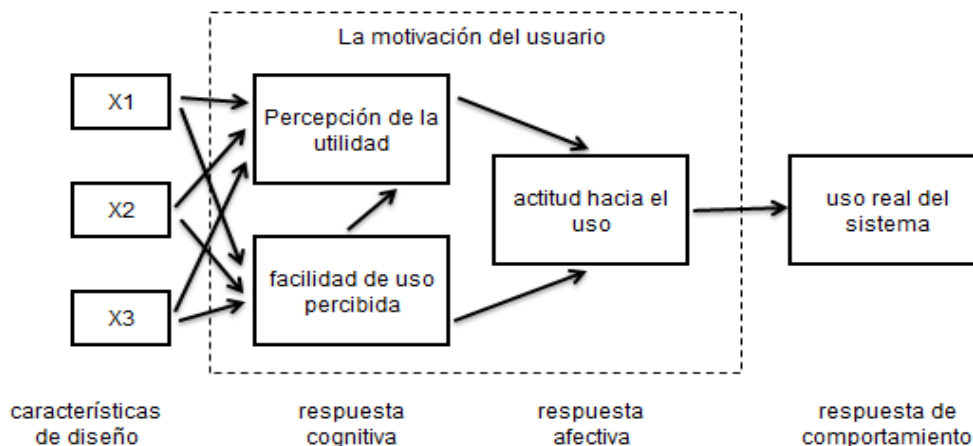 La motivación del usuario
X1
Percepción de la
utilidad
X2
actitud hacia el
uso
uso real del
sistema
facilidad de uso
percibida
X3
características
de diseño
respuesta
cognitiva
respuesta
afectiva
respuesta de
comportamiento